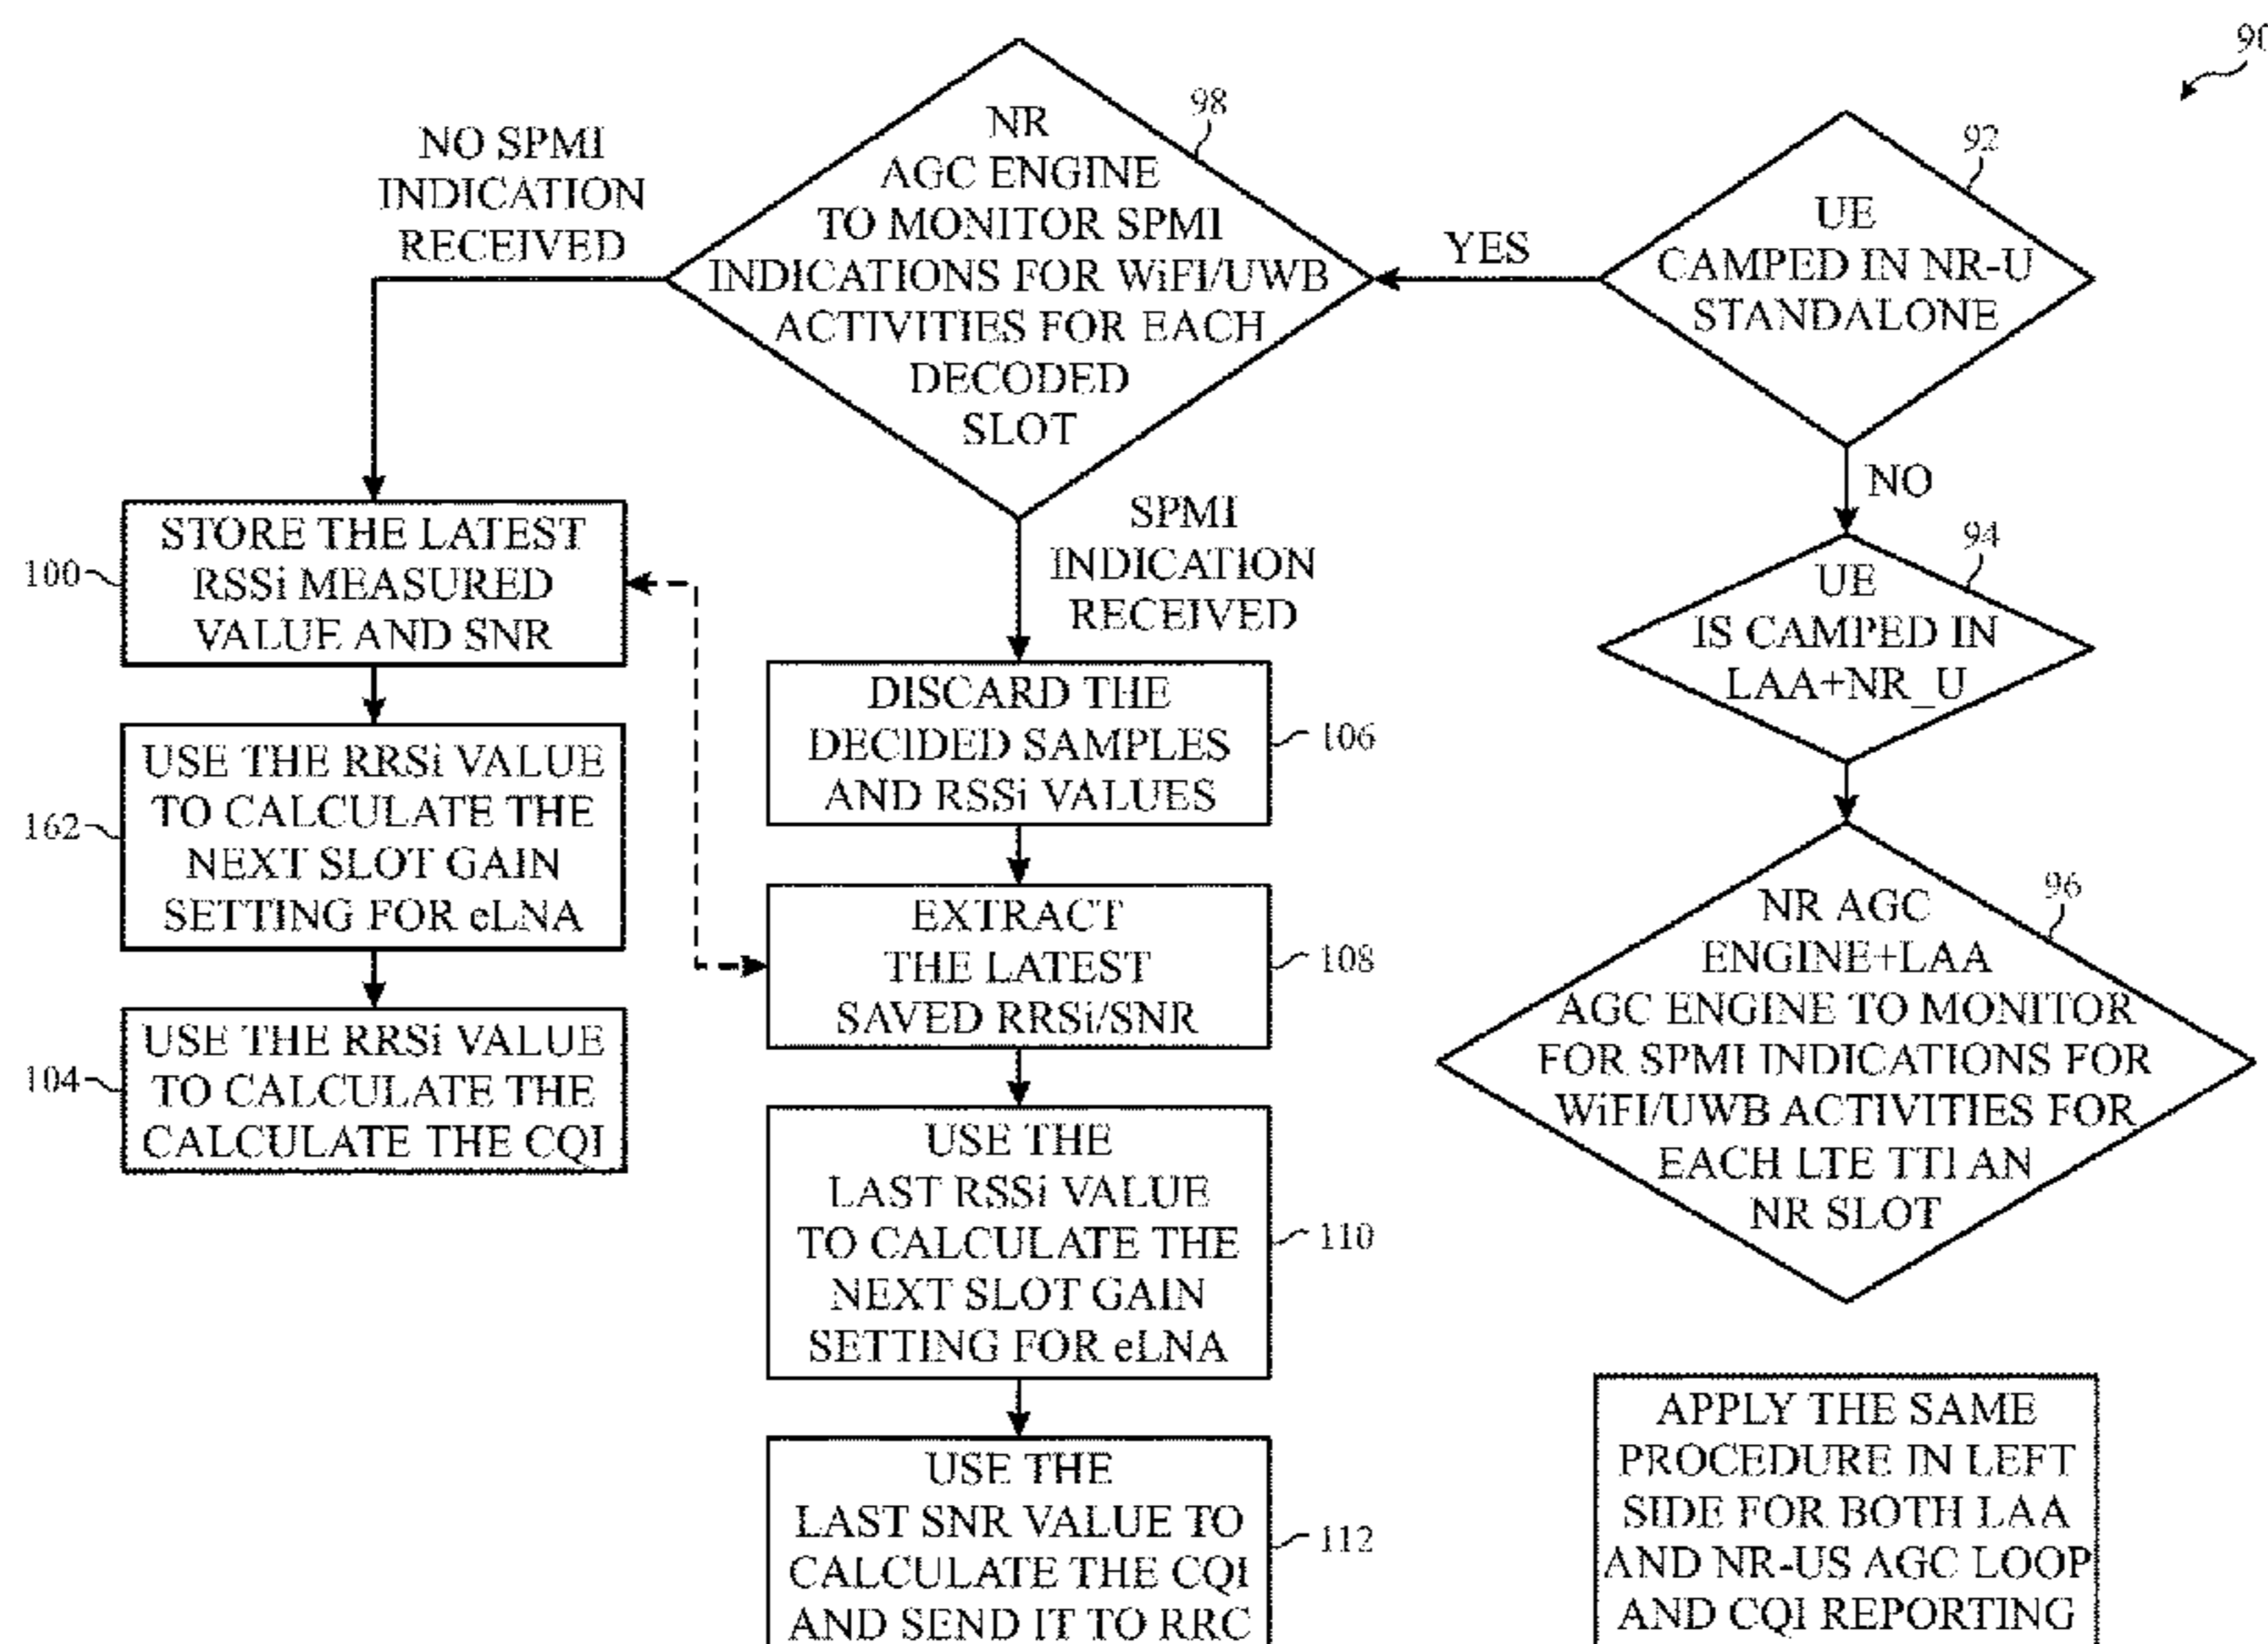 90
98
NR
AGC ENGINE
TO MONITOR SPMI
INDICATIONS FOR WiFI/UWB
ACTIVITIES FOR EACH
DECODED
SLOT
NO SPMI
INDICATION
RECEIVED
YES
92
UE
CAMPED IN NR-U
STANDALONE
NO
94
UE
IS CAMPED IN
LAA+NR_U
96
NR AGC
ENGINE+LAA
AGC ENGINE TO MONITOR
FOR SPMI INDICATIONS FOR
WiFI/UWB ACTIVITIES FOR
EACH LTE TTI AN
NR SLOT
APPLY THE SAME
PROCEDURE IN LEFT
SIDE FOR BOTH LAA
AND NR-US AGC LOOP
AND CQI REPORTING
100
STORE THE LATEST
RSSi MEASURED
VALUE AND SNR
162
USE THE RRSi VALUE
TO CALCULATE THE
NEXT SLOT GAIN
SETTING FOR eLNA
104
USE THE RRSi VALUE
TO CALCULATE THE
CALCULATE THE CQI
SPMI
INDICATION
RECEIVED
DISCARD THE
DECIDED SAMPLES
AND RSSi VALUES
106
EXTRACT
THE LATEST
SAVED RRSi/SNR
108
USE THE
LAST RSSi VALUE
TO CALCULATE THE
NEXT SLOT GAIN
SETTING FOR eLNA
110
USE THE
LAST SNR VALUE TO
CALCULATE THE CQI
AND SEND IT TO RRC
112